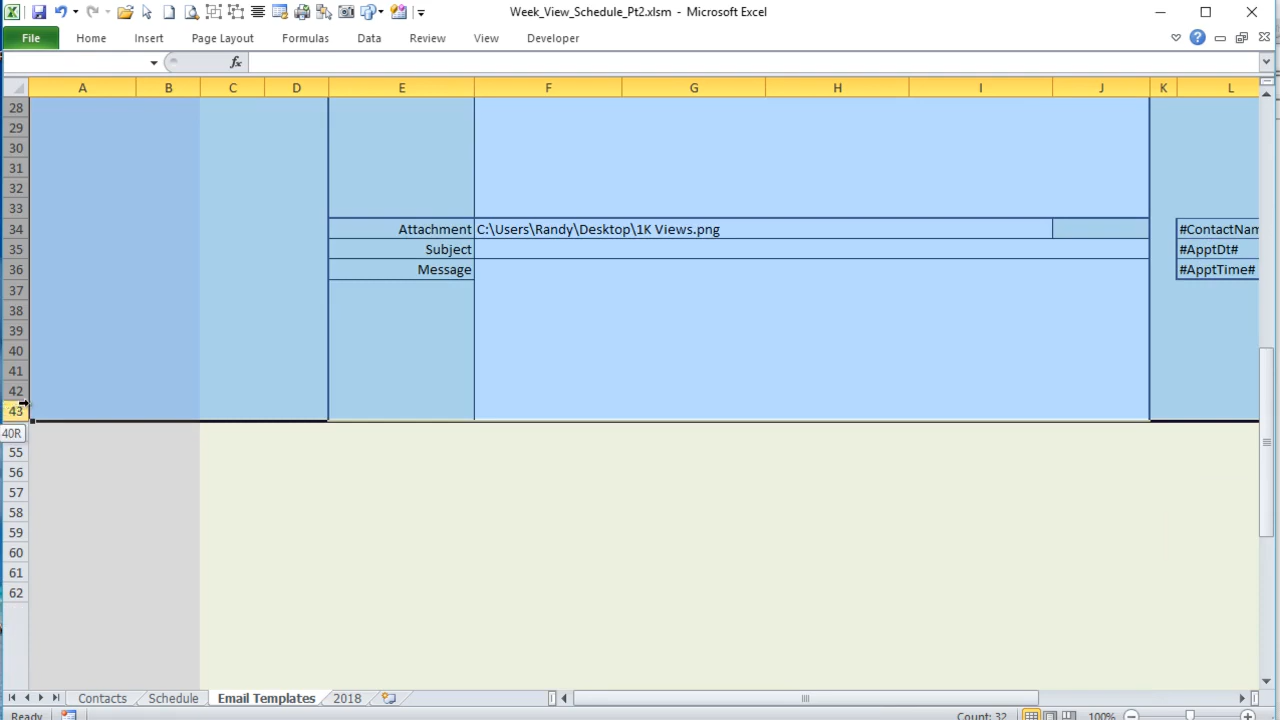 Week_View_Schedule_Pt2.xlsm - Microsoft Excel
File Home Insert Page Layout Formulas Data Review View Developer
fx
A B C D E F G H I J K L
28
29
30
31
32
33
34 Attachment C:\Users\Randy\Desktop\1K Views.png #ContactNam
35 Subject #ApptDt#
36 Message #ApptTime#
37
38
39
40
41
42
43
40R
55
56
57
58
59
60
61
62
Contacts Schedule Email Templates 2018
Ready Count: 32 100%